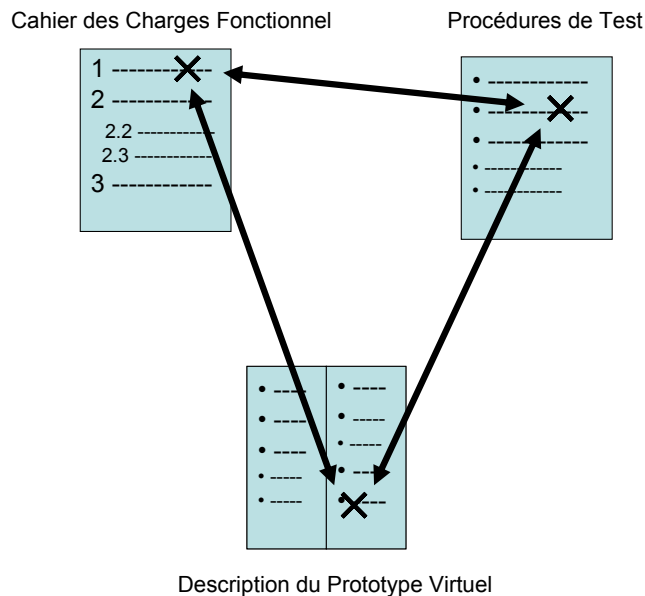 Cahier des Charges Fonctionnel
Procédures de Test
1
2
2.2
2.3
3
Description du Prototype Virtuel